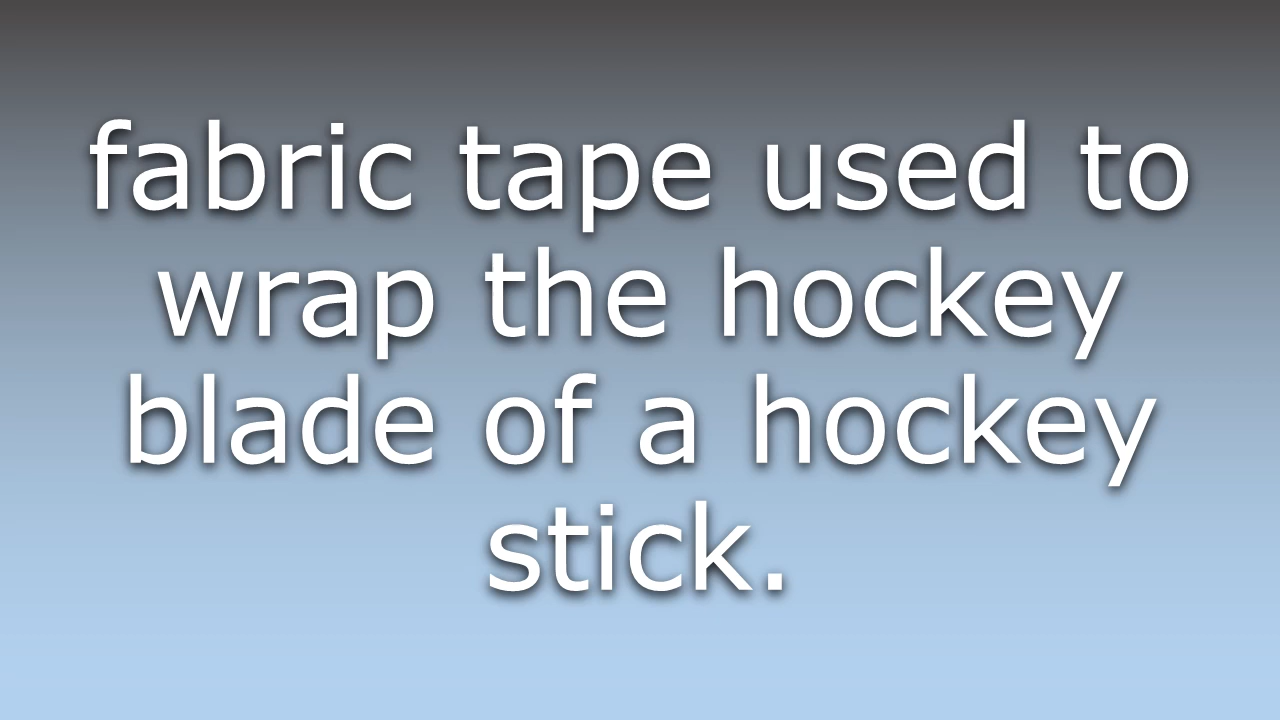 fabric tape used to
wrap the hockey
blade of a hockey
stick.